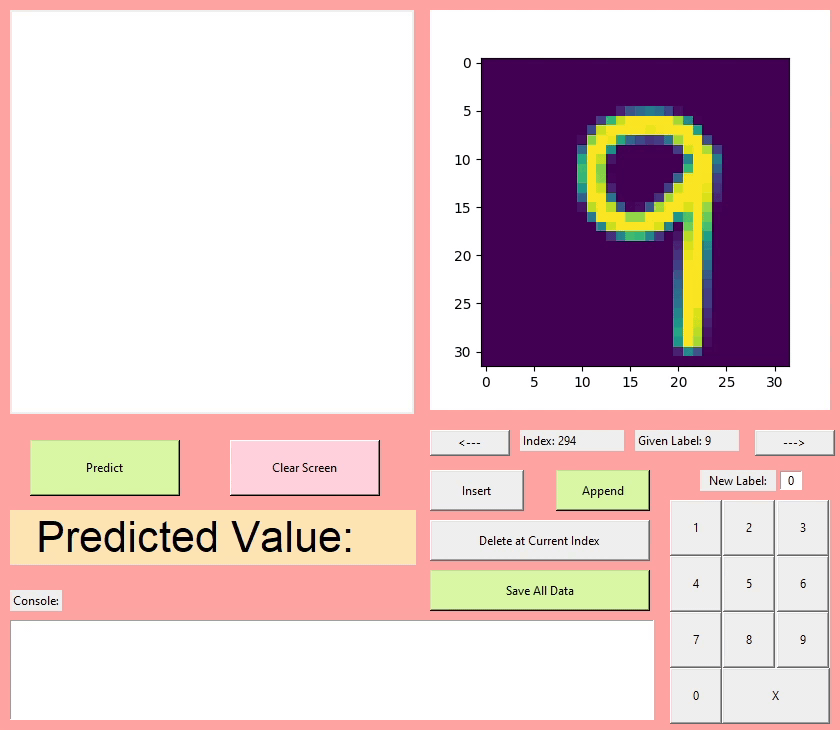 0
5
10
15
20
25
30
0 5 10 15 20 25 30
9
<--- Index: 294 Given Label: 9 --->
Predict Clear Screen
Insert Append New Label: 0
Predicted Value:
Delete at Current Index
Save All Data
Console:
1 2 3
4 5 6
7 8 9
0 X